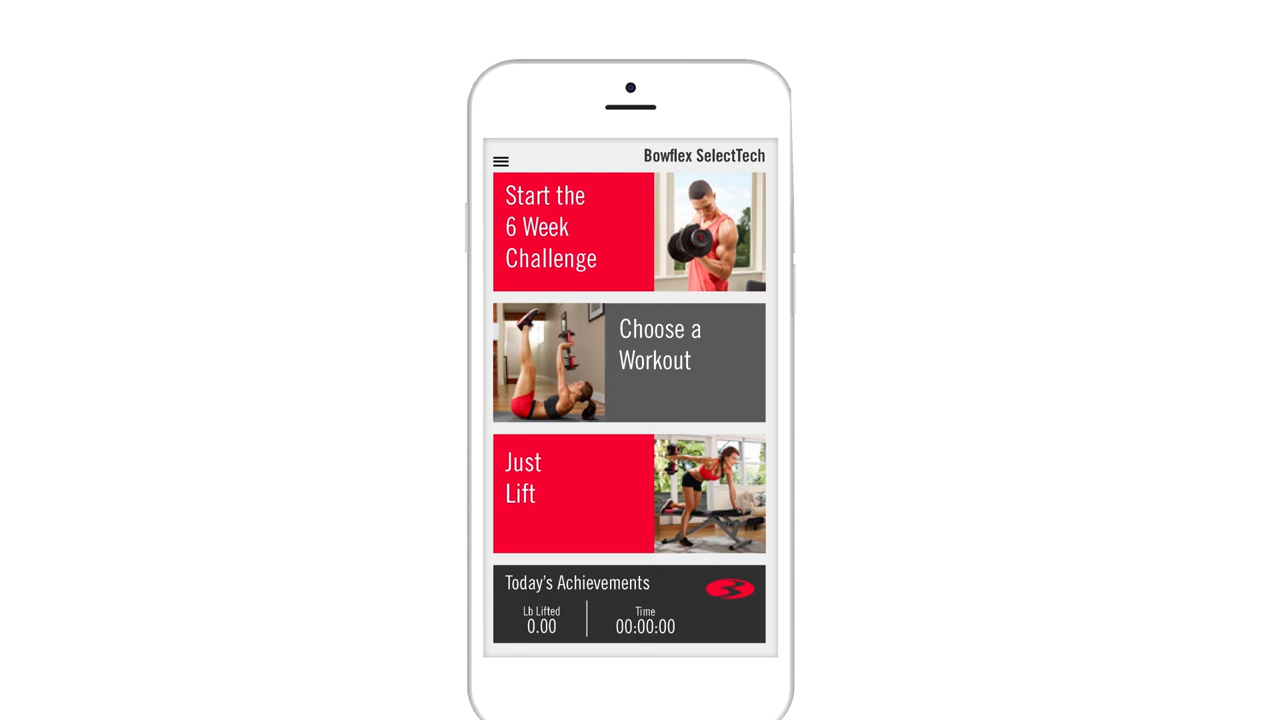 Bowflex SelectTech
Start the
6 Week
Challenge
Choose a
Workout
Just
Lift
Today's Achievements
Lb Lifted
0.00
Time
00:00:00